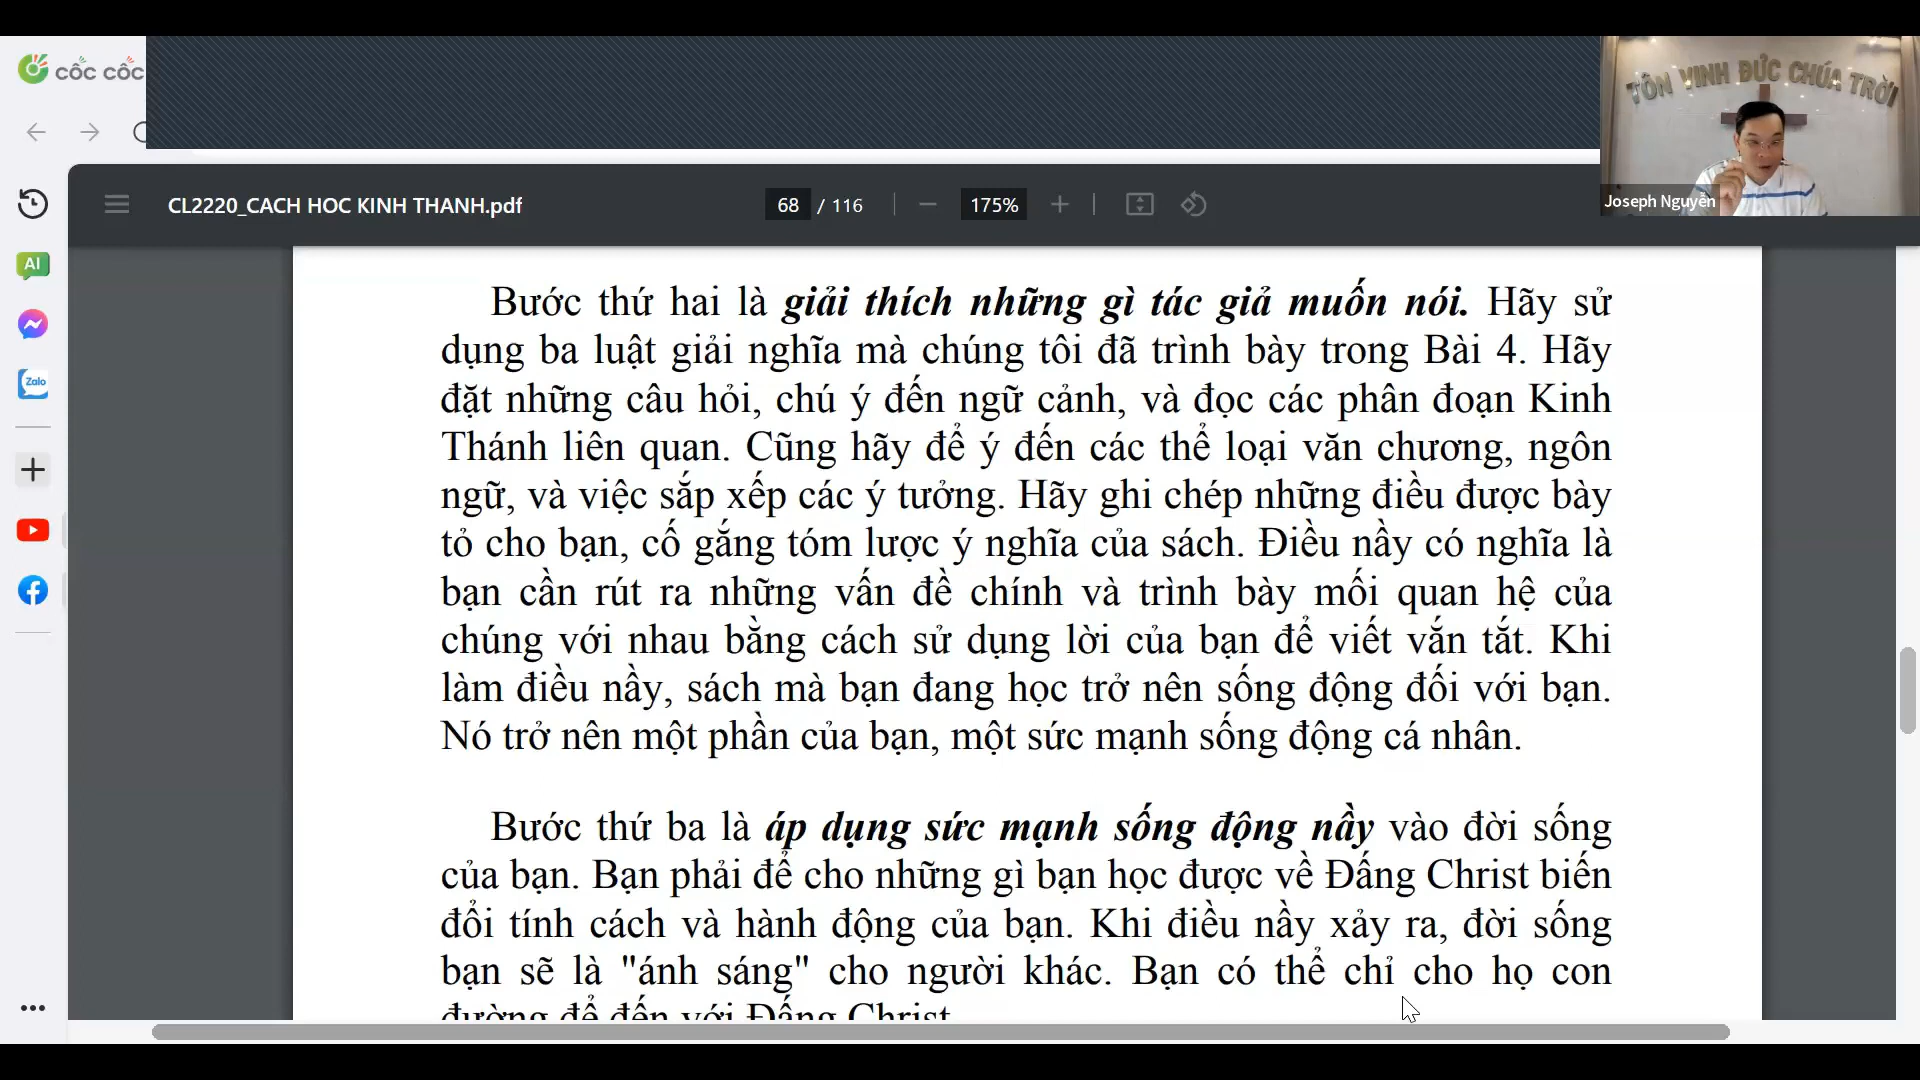 cốc cốc
TÔN VINH ĐỨC CHÚA TRỜI
Joseph Nguyễn
CL2220_CACH HOC KINH THANH.pdf
68 / 116
175%
AI
Zalo
Bước thứ hai là giải thích những gì tác giả muốn nói. Hãy sử
dụng ba luật giải nghĩa mà chúng tôi đã trình bày trong Bài 4. Hãy
đặt những câu hỏi, chú ý đến ngữ cảnh, và đọc các phân đoạn Kinh
Thánh liên quan. Cũng hãy để ý đến các thể loại văn chương, ngôn
ngữ, và việc sắp xếp các ý tưởng. Hãy ghi chép những điều được bày
tỏ cho bạn, cố gắng tóm lược ý nghĩa của sách. Điều nầy có nghĩa là
bạn cần rút ra những vấn đề chính và trình bày mối quan hệ của
chúng với nhau bằng cách sử dụng lời của bạn để viết vắn tắt. Khi
làm điều nầy, sách mà bạn đang học trở nên sống động đối với bạn.
Nó trở nên một phần của bạn, một sức mạnh sống động cá nhân.
Bước thứ ba là áp dụng sức mạnh sống động nầy vào đời sống
của bạn. Bạn phải để cho những gì bạn học được về Đấng Christ biến
đổi tính cách và hành động của bạn. Khi điều nầy xảy ra, đời sống
bạn sẽ là "ánh sáng" cho người khác. Bạn có thể chỉ cho họ con
đường để đến với Đấng Christ.